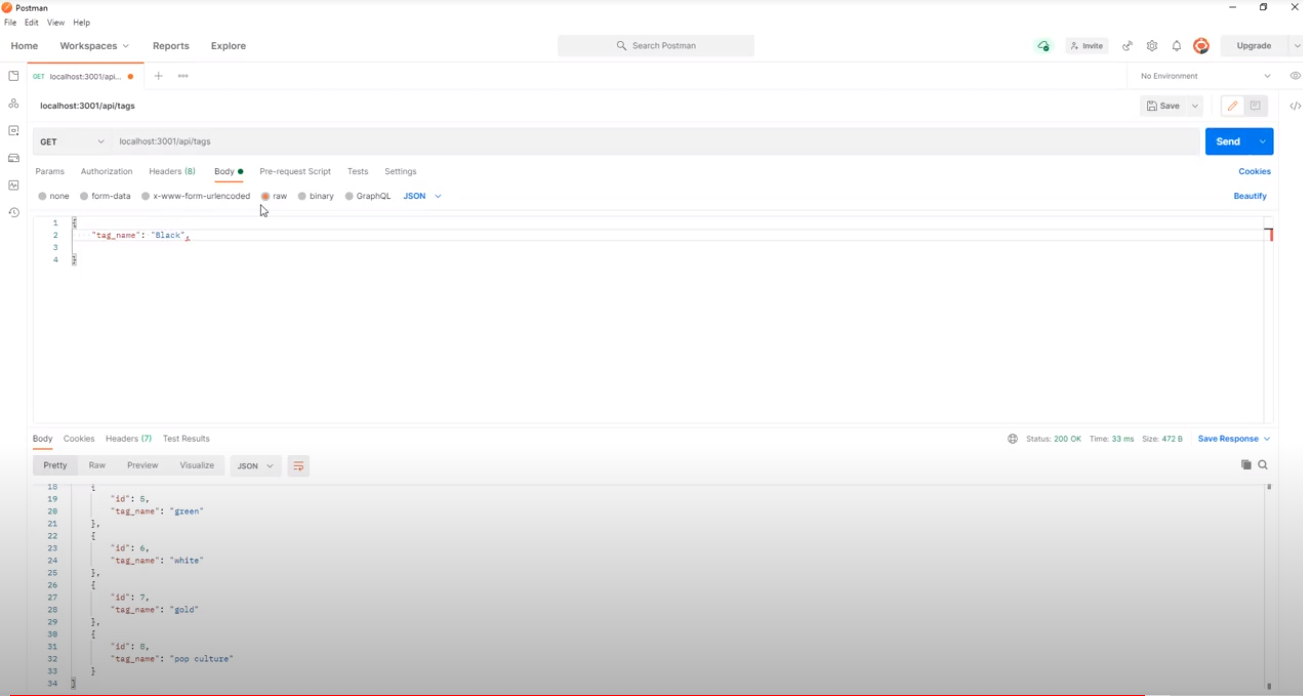 Postman
File Edit View Help
Home Workspaces Reports Explore Search Postman Invite Upgrade
GET localhost:3001/api... No Environment
localhost:3001/api/tags Save
GET localhost:3001/api/tags Send
Params Authorization Headers (8) Body Pre-request Script Tests Settings Cookies
none form-data x-www-form-urlencoded raw binary GraphQL JSON Beautify
1 {
2 "tag_name": "Black",
3
4 }
Body Cookies Headers (7) Test Results Status: 200 OK Time: 33 ms Size: 472 B Save Response
Pretty Raw Preview Visualize JSON
18 {
19 "id": 5,
20 "tag_name": "green"
21 },
22 {
23 "id": 6,
24 "tag_name": "white"
25 },
26 {
27 "id": 7,
28 "tag_name": "gold"
29 },
30 {
31 "id": 8,
32 "tag_name": "pop culture"
33 }
34 ]